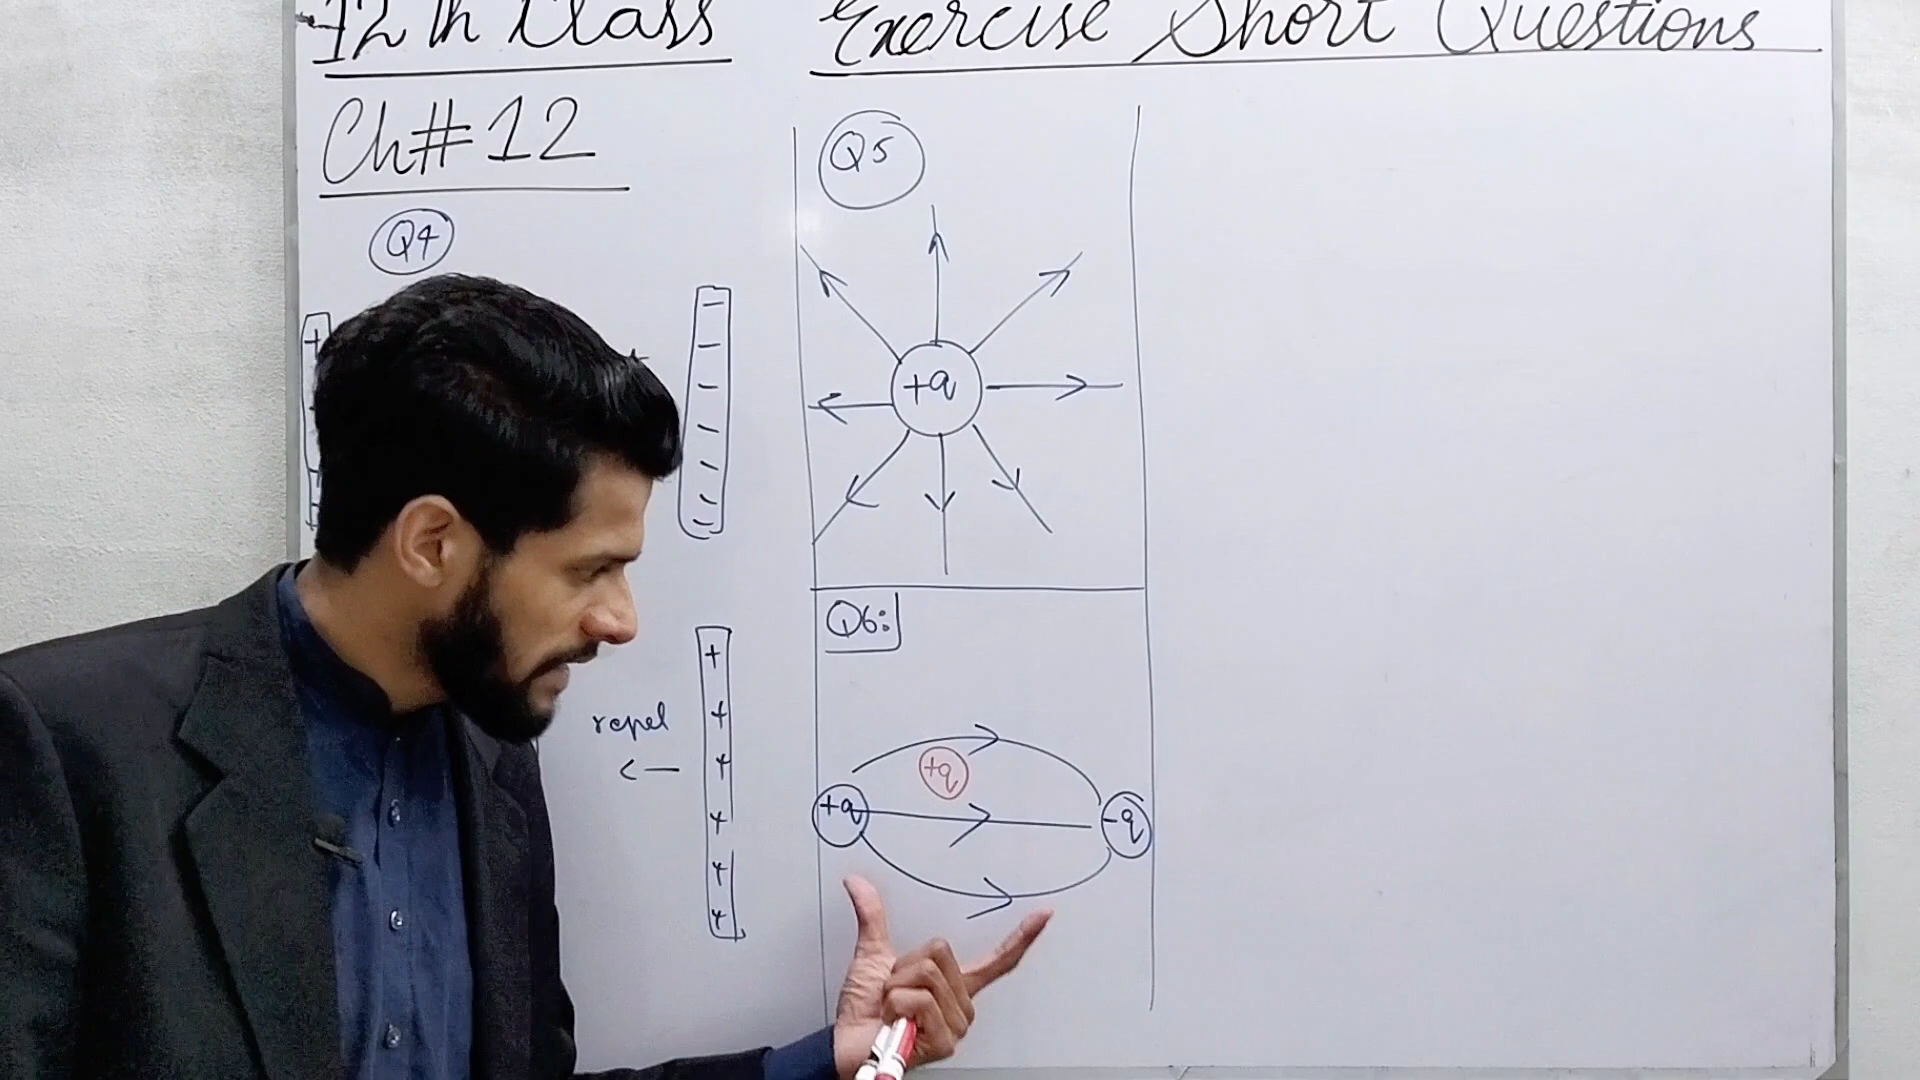 12th Class Exercise Short Questions
Ch# 12
Q4
+
- - - - - - -
repel
+ + + + + +
Q5
+q
Q6:
+q
+q
-q